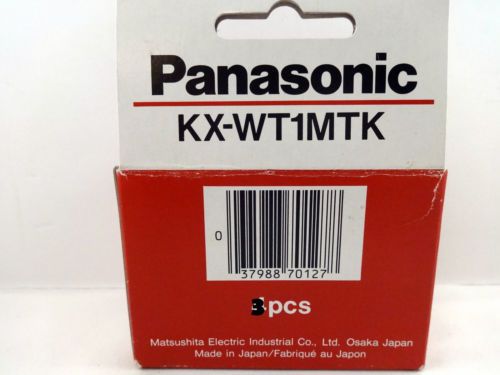 Panasonic
KX-WT1MTK
0
37988 70127
3pcs
Matsushita Electric Industrial Co., Ltd. Osaka Japan
Made in Japan/Fabriqué au Japon